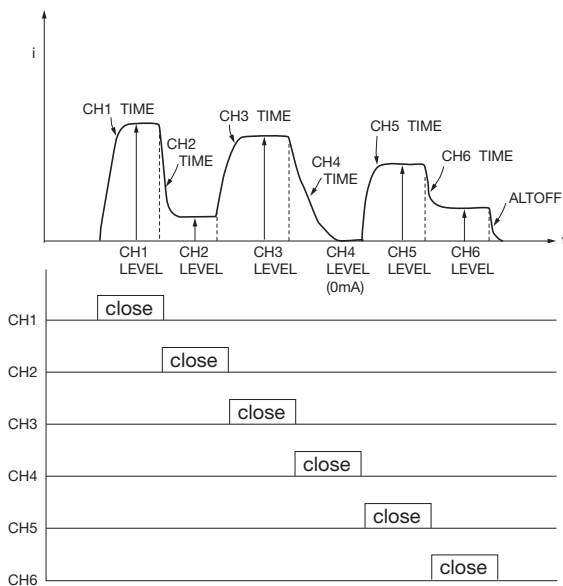 i
CH1 TIME
CH2
TIME
CH3 TIME
CH4
TIME
CH5 TIME
CH6 TIME
ALTOFF
t
CH1
LEVEL
CH2
LEVEL
CH3
LEVEL
CH4
LEVEL
(0mA)
CH5
LEVEL
CH6
LEVEL
CH1
close
CH2
close
CH3
close
CH4
close
CH5
close
CH6
close